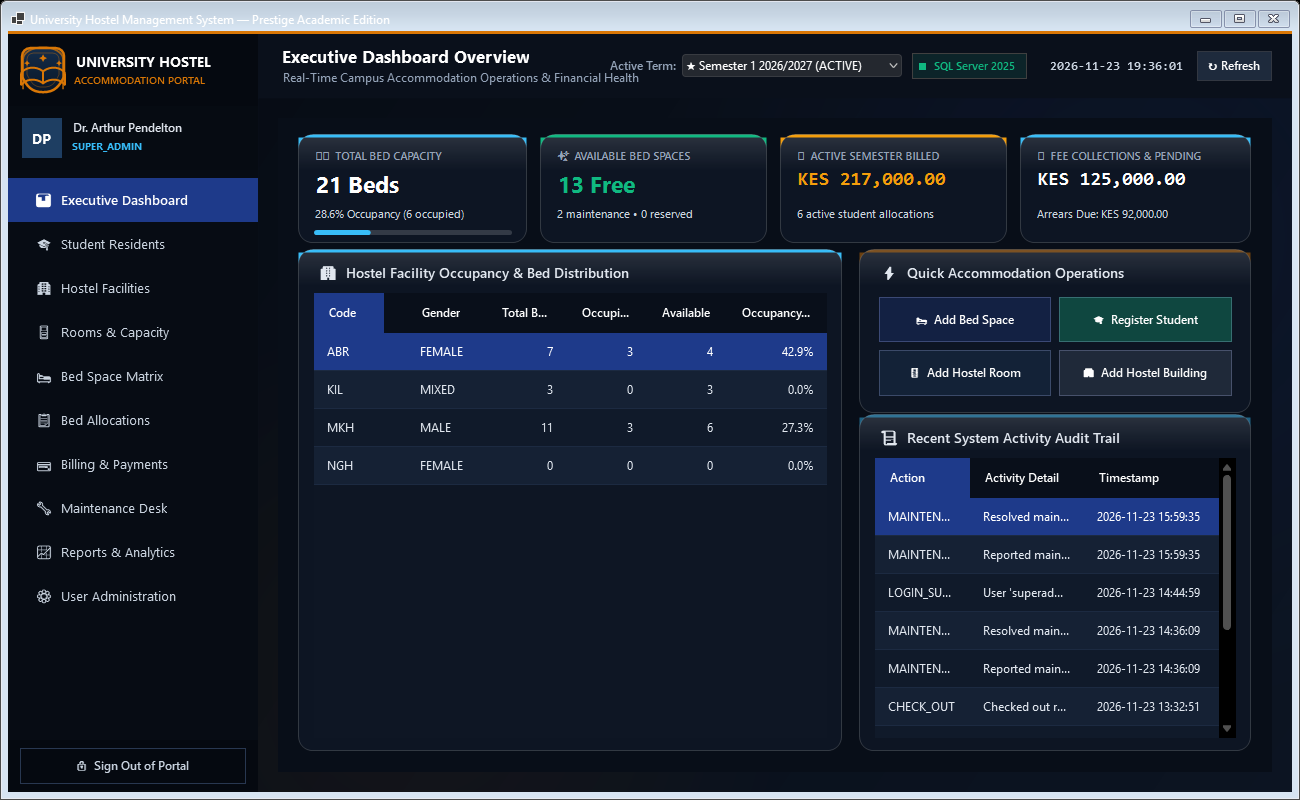 University Hostel Management System — Prestige Academic Edition
UNIVERSITY HOSTEL
ACCOMMODATION PORTAL
DP
Dr. Arthur Pendelton
SUPER_ADMIN
Executive Dashboard
Student Residents
Hostel Facilities
Rooms & Capacity
Bed Space Matrix
Bed Allocations
Billing & Payments
Maintenance Desk
Reports & Analytics
User Administration
Sign Out of Portal
Executive Dashboard Overview
Real-Time Campus Accommodation Operations & Financial Health
Active Term:
★ Semester 1 2026/2027 (ACTIVE)
SQL Server 2025
2026-11-23 19:36:01
↻ Refresh
TOTAL BED CAPACITY
21 Beds
28.6% Occupancy (6 occupied)
AVAILABLE BED SPACES
13 Free
2 maintenance • 0 reserved
ACTIVE SEMESTER BILLED
KES 217,000.00
6 active student allocations
FEE COLLECTIONS & PENDING
KES 125,000.00
Arrears Due: KES 92,000.00
Hostel Facility Occupancy & Bed Distribution
Code Gender Total B... Occupi... Available Occupancy...
ABR FEMALE 7 3 4 42.9%
KIL MIXED 3 0 3 0.0%
MKH MALE 11 3 6 27.3%
NGH FEMALE 0 0 0 0.0%
Quick Accommodation Operations
Add Bed Space
Register Student
Add Hostel Room
Add Hostel Building
Recent System Activity Audit Trail
Action Activity Detail Timestamp
MAINTEN... Resolved main... 2026-11-23 15:59:35
MAINTEN... Reported main... 2026-11-23 15:59:35
LOGIN_SU... User 'superad... 2026-11-23 14:44:59
MAINTEN... Resolved main... 2026-11-23 14:36:09
MAINTEN... Reported main... 2026-11-23 14:36:09
CHECK_OUT Checked out r... 2026-11-23 13:32:51